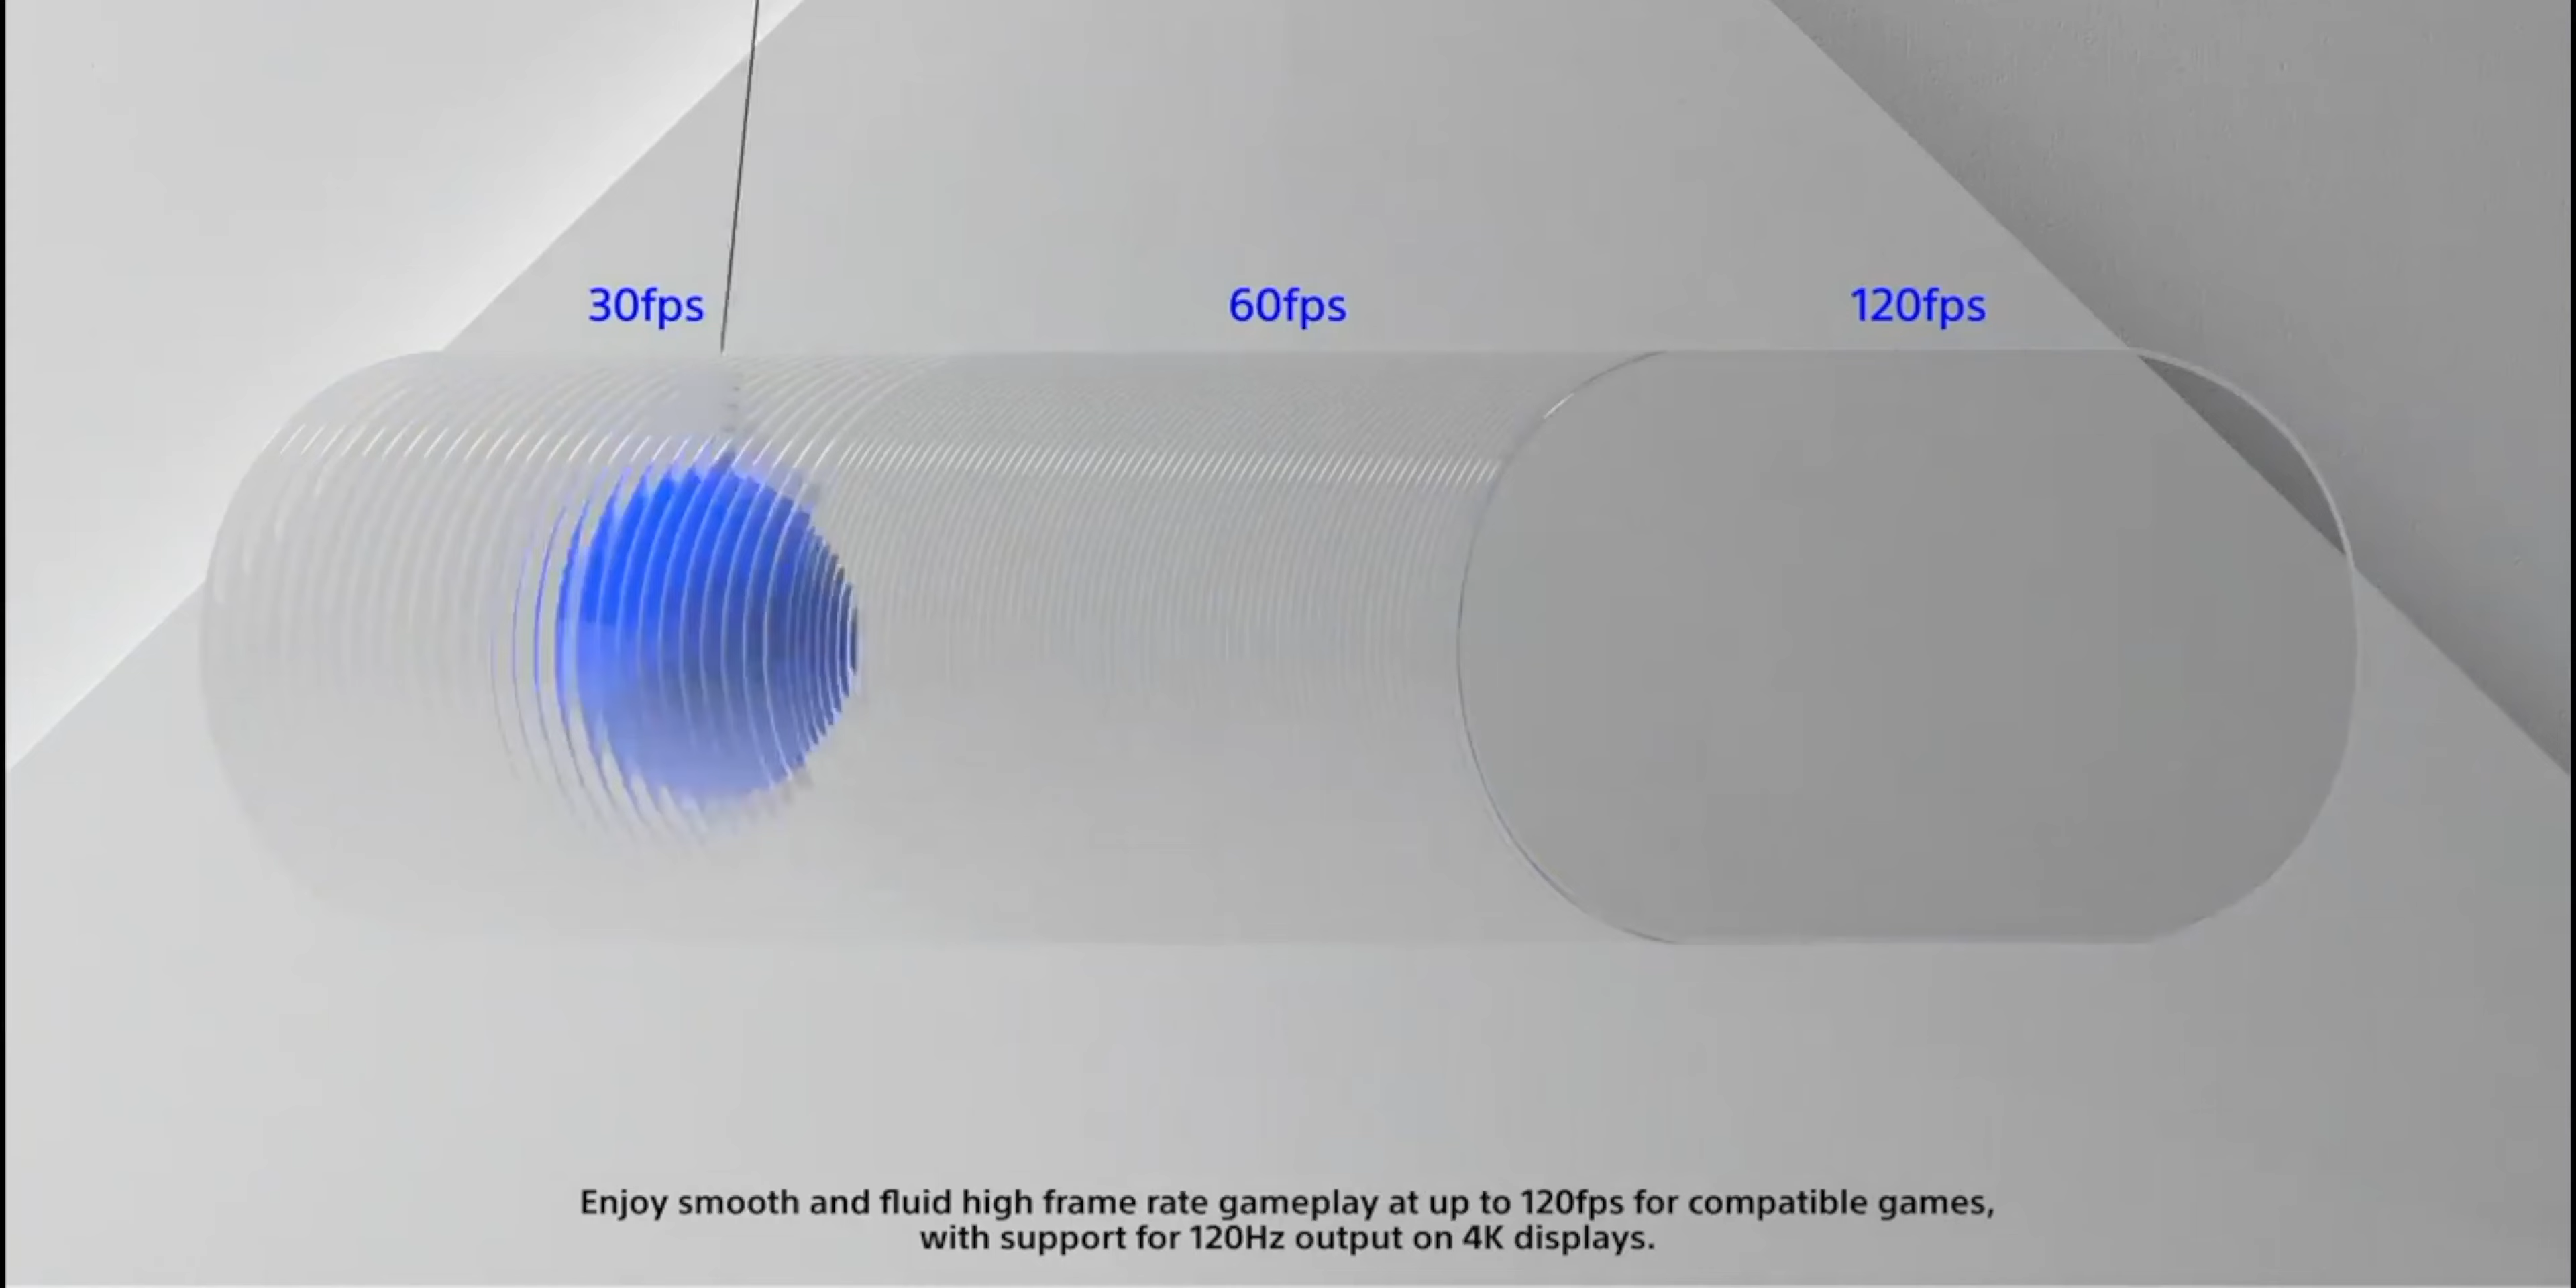 30fps 60fps 120fps
Enjoy smooth and fluid high frame rate gameplay at up to 120fps for compatible games,
with support for 120Hz output on 4K displays.